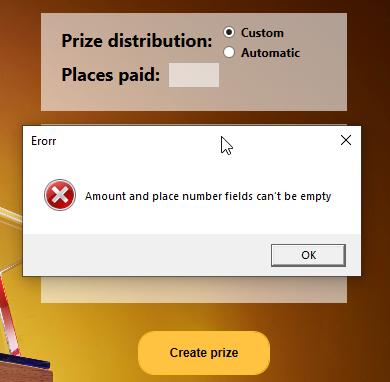 Prize distribution:
Custom
Automatic
Places paid:
Erorr
Amount and place number fields can't be empty
OK
Create prize